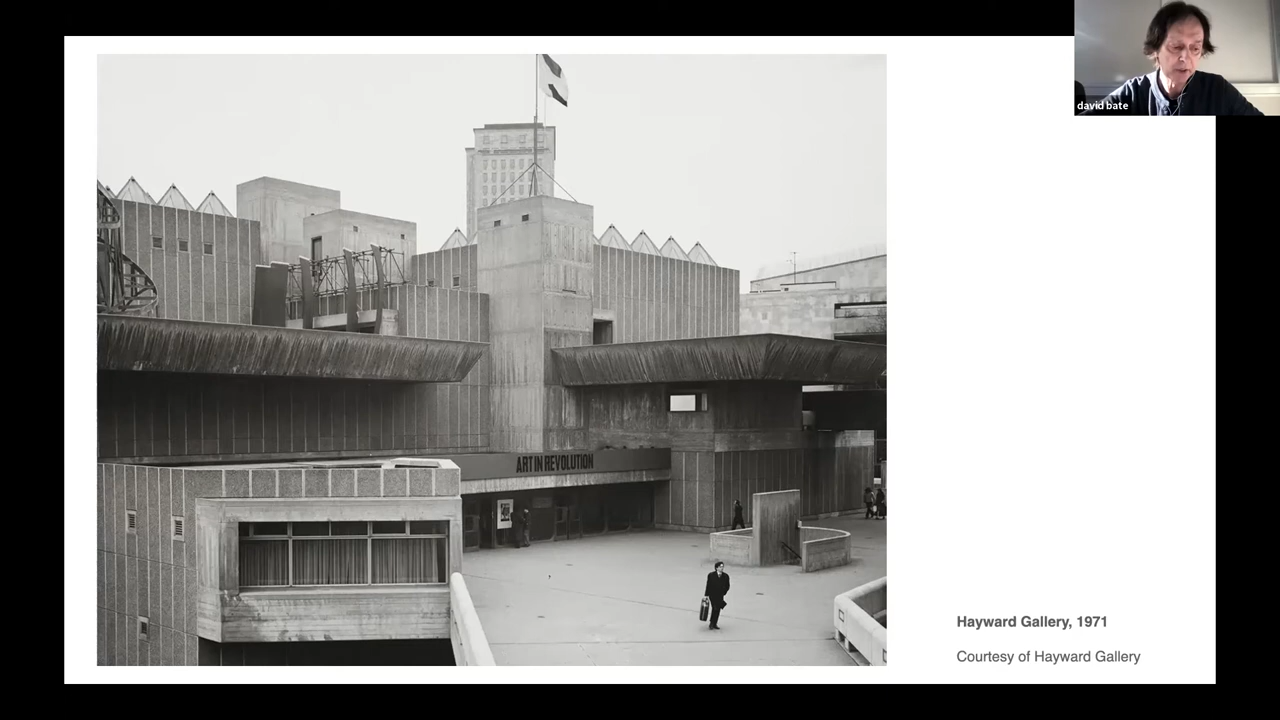 david bate
ART IN REVOLUTION
Hayward Gallery, 1971
Courtesy of Hayward Gallery